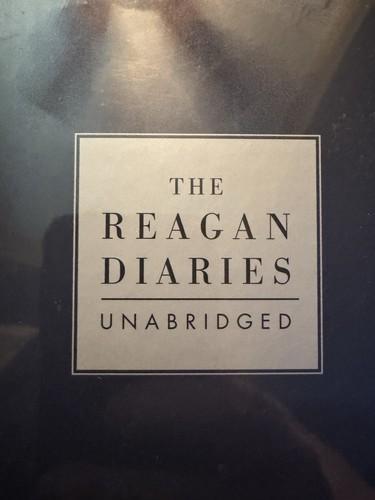 THE
REAGAN
DIARIES
UNABRIDGED